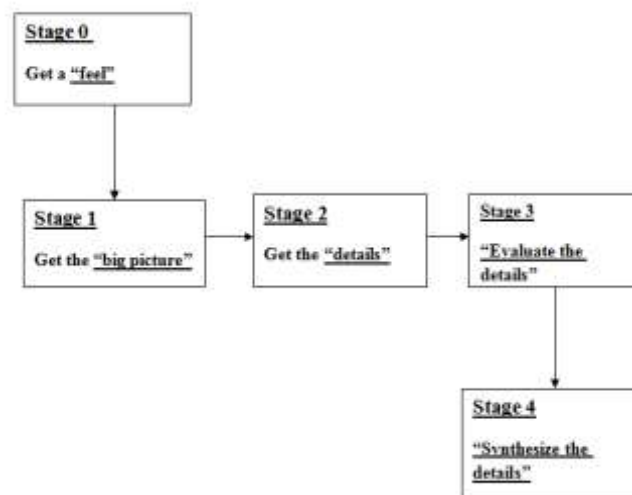 Stage 0
Get a “feel”
Stage 1
Get the “big picture”
Stage 2
Get the “details”
Stage 3
“Evaluate the
details”
Stage 4
“Synthesize the
details”